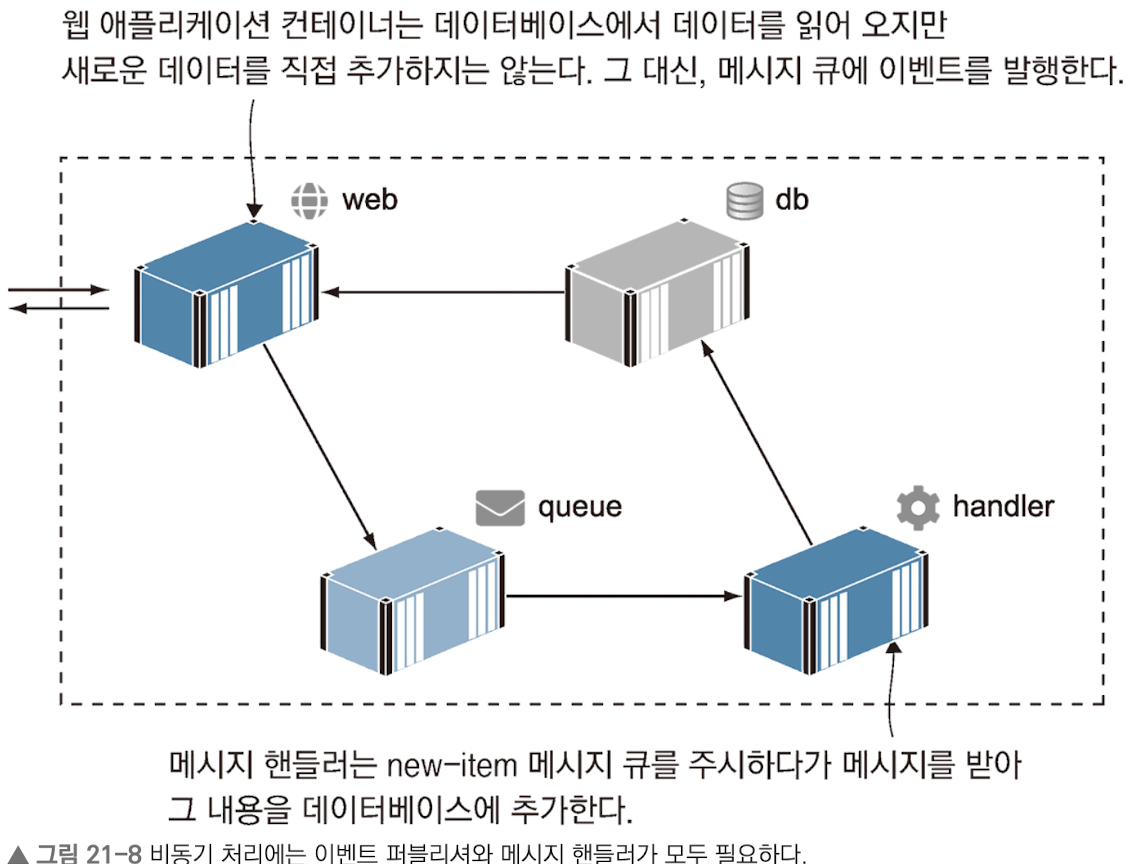 웹 애플리케이션 컨테이너는 데이터베이스에서 데이터를 읽어 오지만
새로운 데이터를 직접 추가하지는 않는다. 그 대신, 메시지 큐에 이벤트를 발행한다.
web
db
queue
handler
메시지 핸들러는 new-item 메시지 큐를 주시하다가 메시지를 받아
그 내용을 데이터베이스에 추가한다.
▲ 그림 21-8 비동기 처리에는 이벤트 퍼블리셔와 메시지 핸들러가 모두 필요하다.